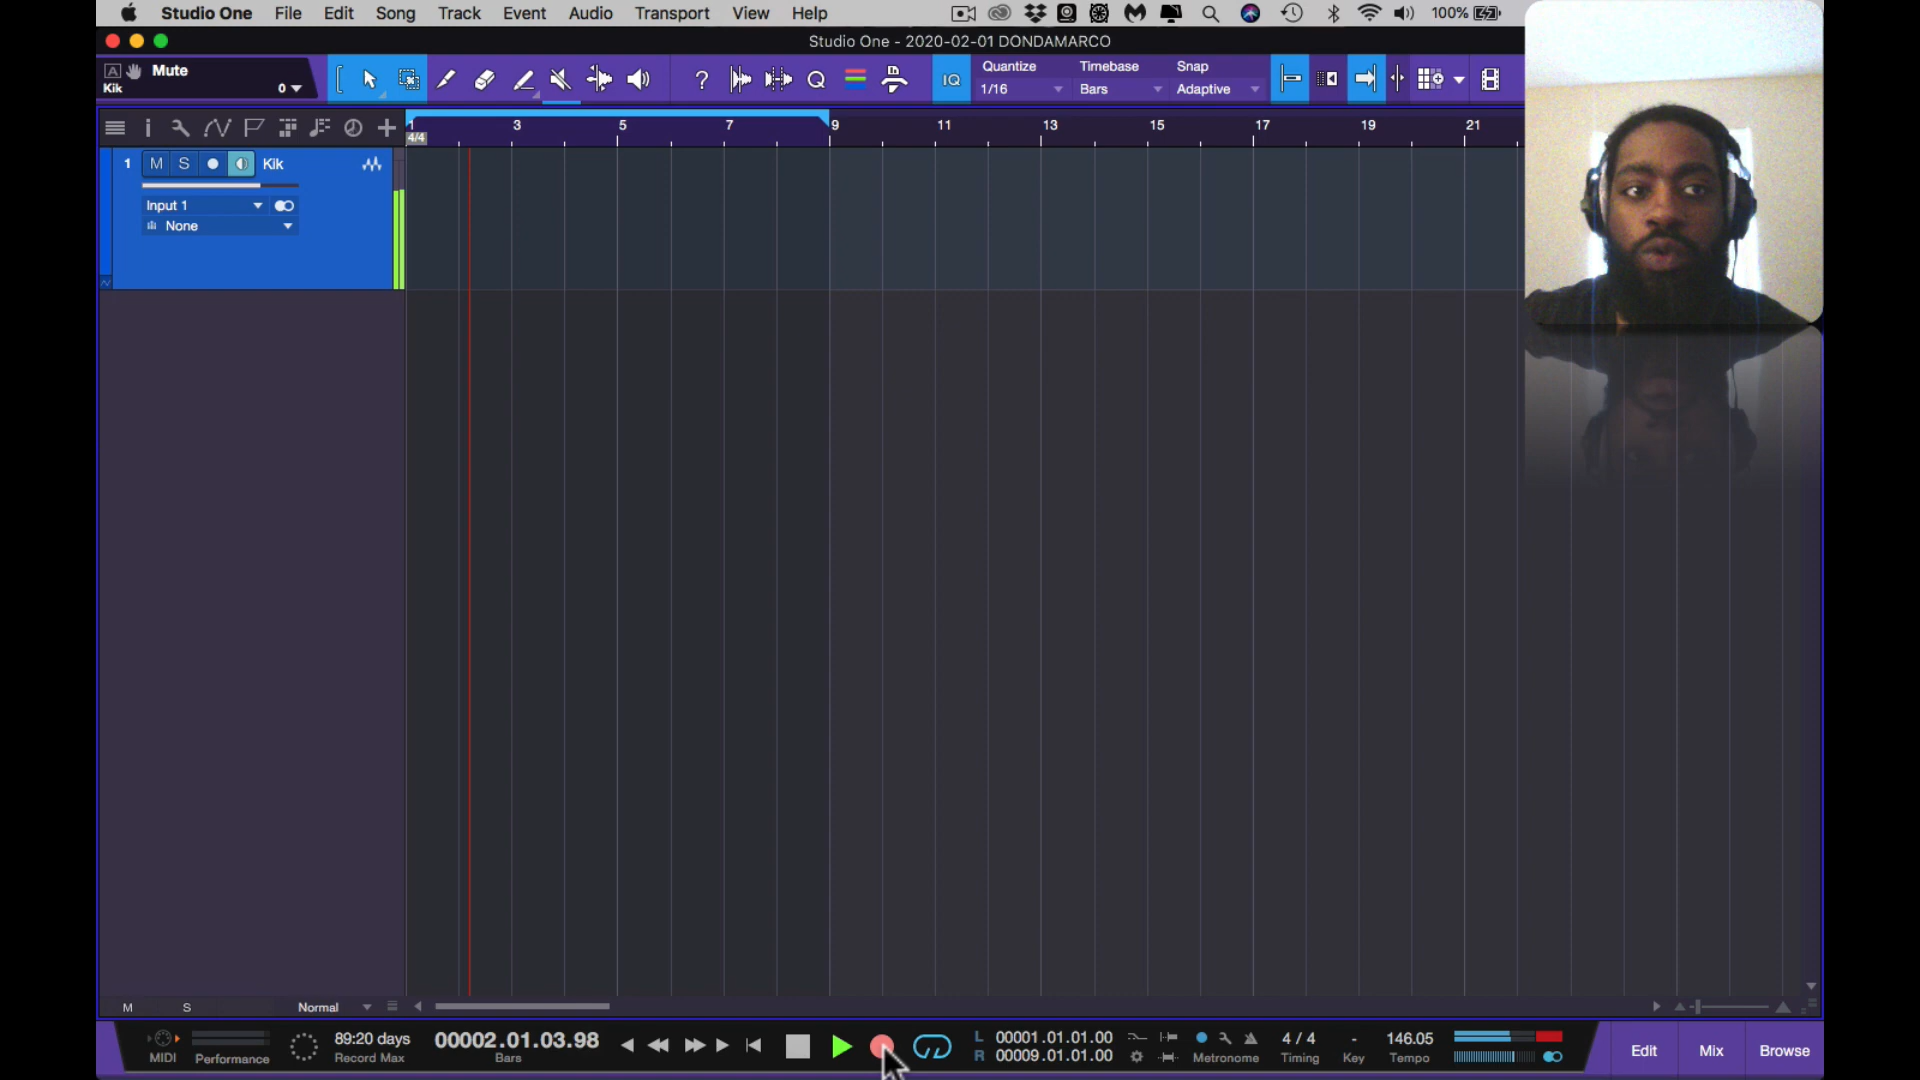 Studio One File Edit Song Track Event Audio Transport View Help 100%
Studio One - 2020-02-01 DONDAMARCO
A Mute
Kik 0
IQ Quantize Timebase Snap
1/16 Bars Adaptive
1 3 5 7 9 11 13 15 17 19 21
4/4
1 M S Kik
Input 1
None
M S Normal
MIDI Performance
89:20 days
Record Max
00002.01.03.98
Bars
L 00001.01.01.00
R 00009.01.01.00
Metronome
4 / 4
Timing
-
Key
146.05
Tempo
Edit Mix Browse